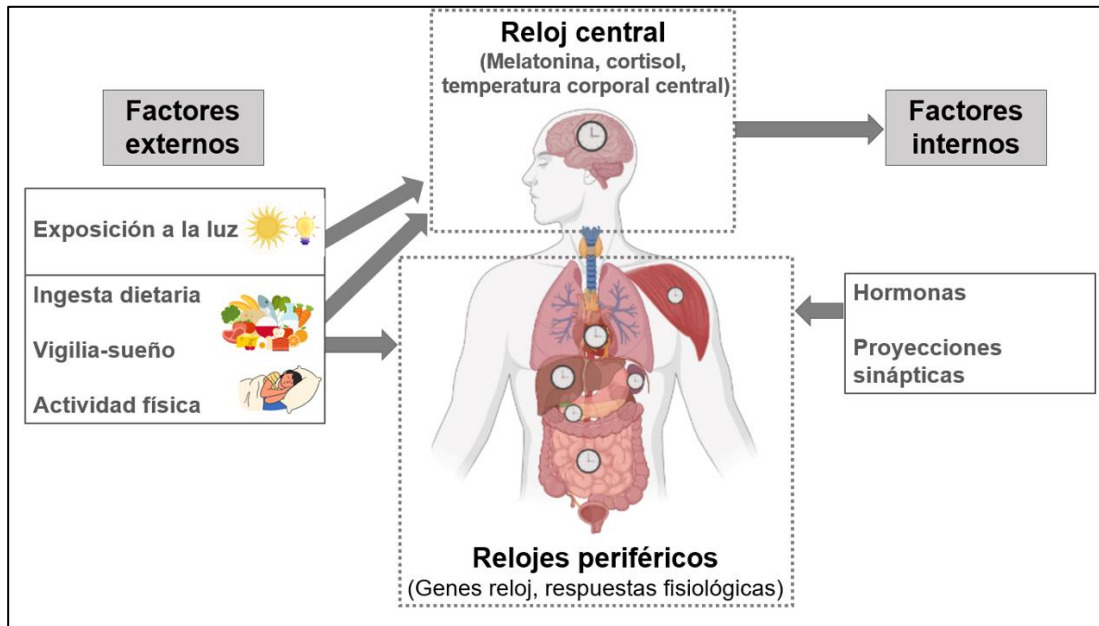 Reloj central
(Melatonina, cortisol,
temperatura corporal central)
Factores
externos
Factores
internos
Exposición a la luz
Ingesta dietaria
Vigilia-sueño
Actividad física
Hormonas
Proyecciones
sinápticas
Relojes periféricos
(Genes reloj, respuestas fisiológicas)